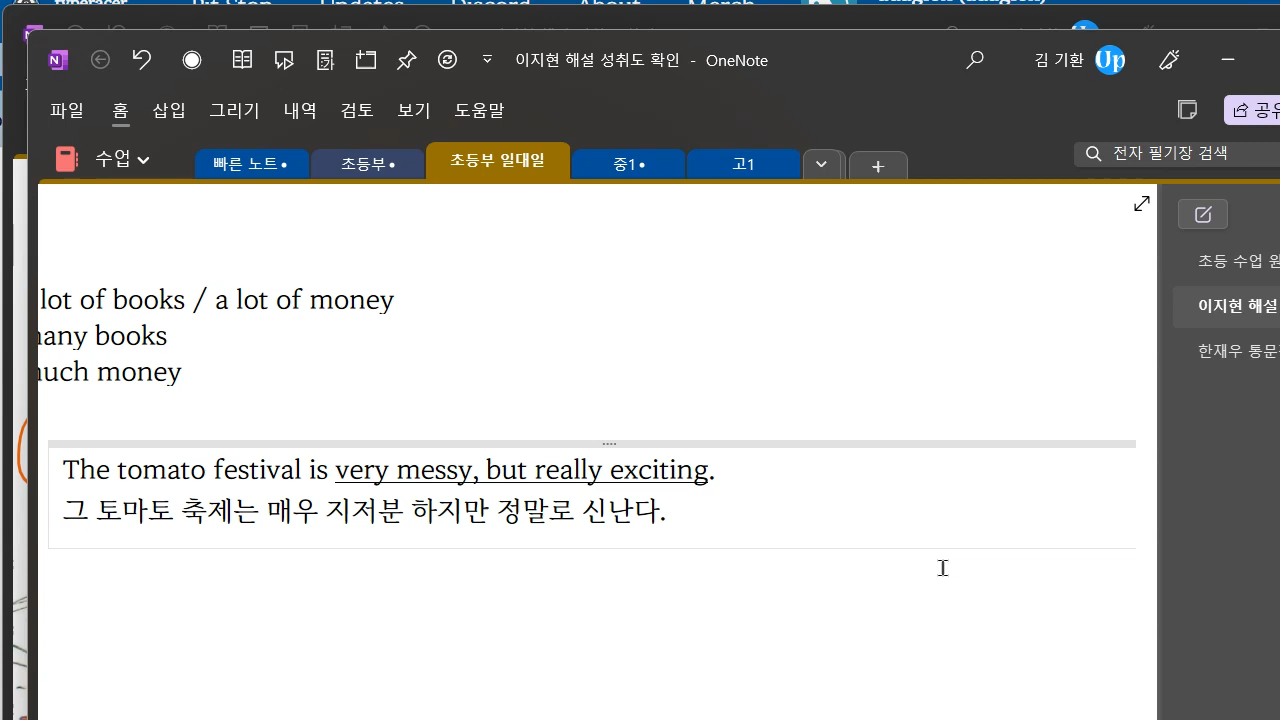 이지현 해설 성취도 확인 - OneNote
김 기환
Up
파일 홈 삽입 그리기 내역 검토 보기 도움말
수업
빠른 노트 초등부 초등부 일대일 중1 고1
전자 필기장 검색
초등 수업
이지현 해설
한재우
lot of books / a lot of money
books
money
The tomato festival is very messy, but really exciting.
그 토마토 축제는 매우 지저분 하지만 정말로 신난다.